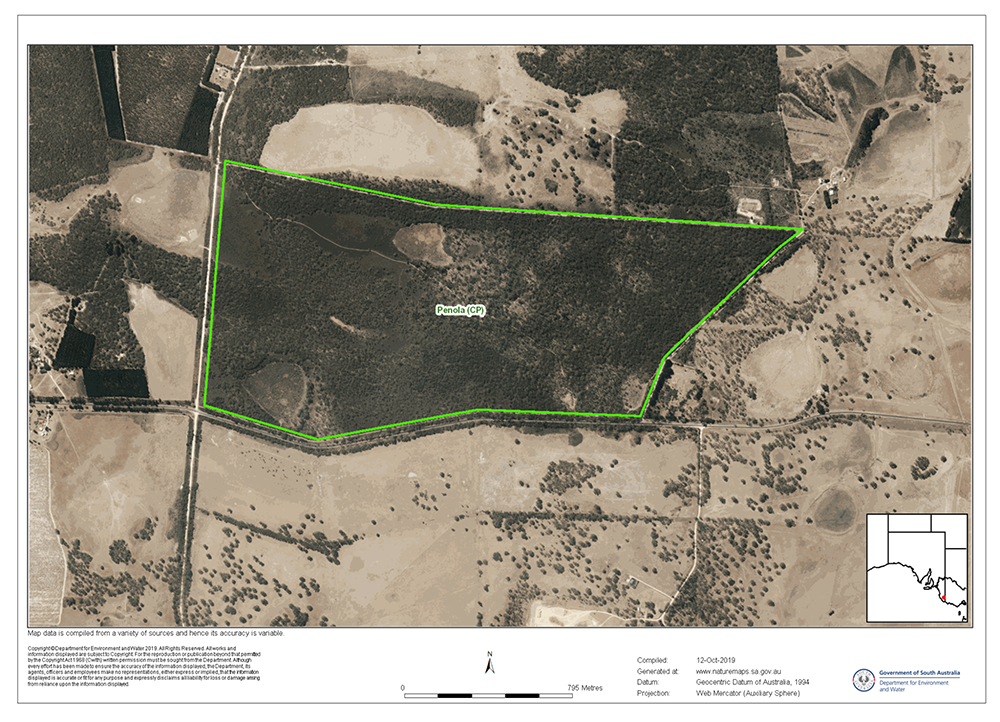 Penola (CP)
Map data is compiled from a variety of sources and hence its accuracy is variable.
Copyright © Department for Environment and Water 2019. All Rights Reserved. All works and
information displayed are subject to Copyright. For the reproduction or publication beyond that permitted
by the Copyright Act 1968 (Cwlth) written permission must be sought from the Department. Although
every effort has been made to ensure the accuracy of the information displayed, the Department, its
agents, officers and employees make no representations, either express or implied, that the information
displayed is accurate or fit for any purpose and expressly disclaims all liability for loss or damage arising
from reliance upon the information displayed.
N
0 795 Metres
Compiled: 12-Oct-2019
Generated at: www.naturemaps.sa.gov.au
Datum: Geocentric Datum of Australia, 1994
Projection: Web Mercator (Auxiliary Sphere)
Government of South Australia
Department for Environment
and Water